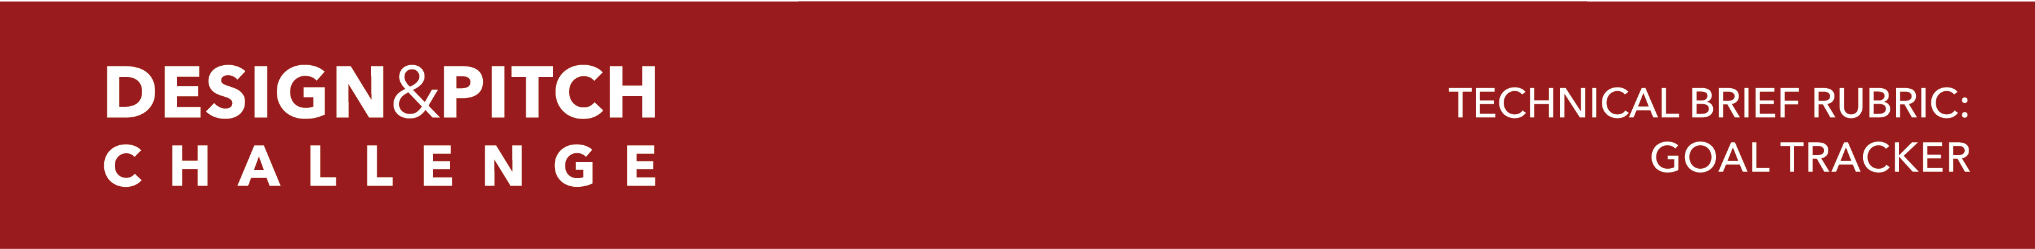 DESIGN&PITCH
CHALLENGE
TECHNICAL BRIEF RUBRIC:
GOAL TRACKER